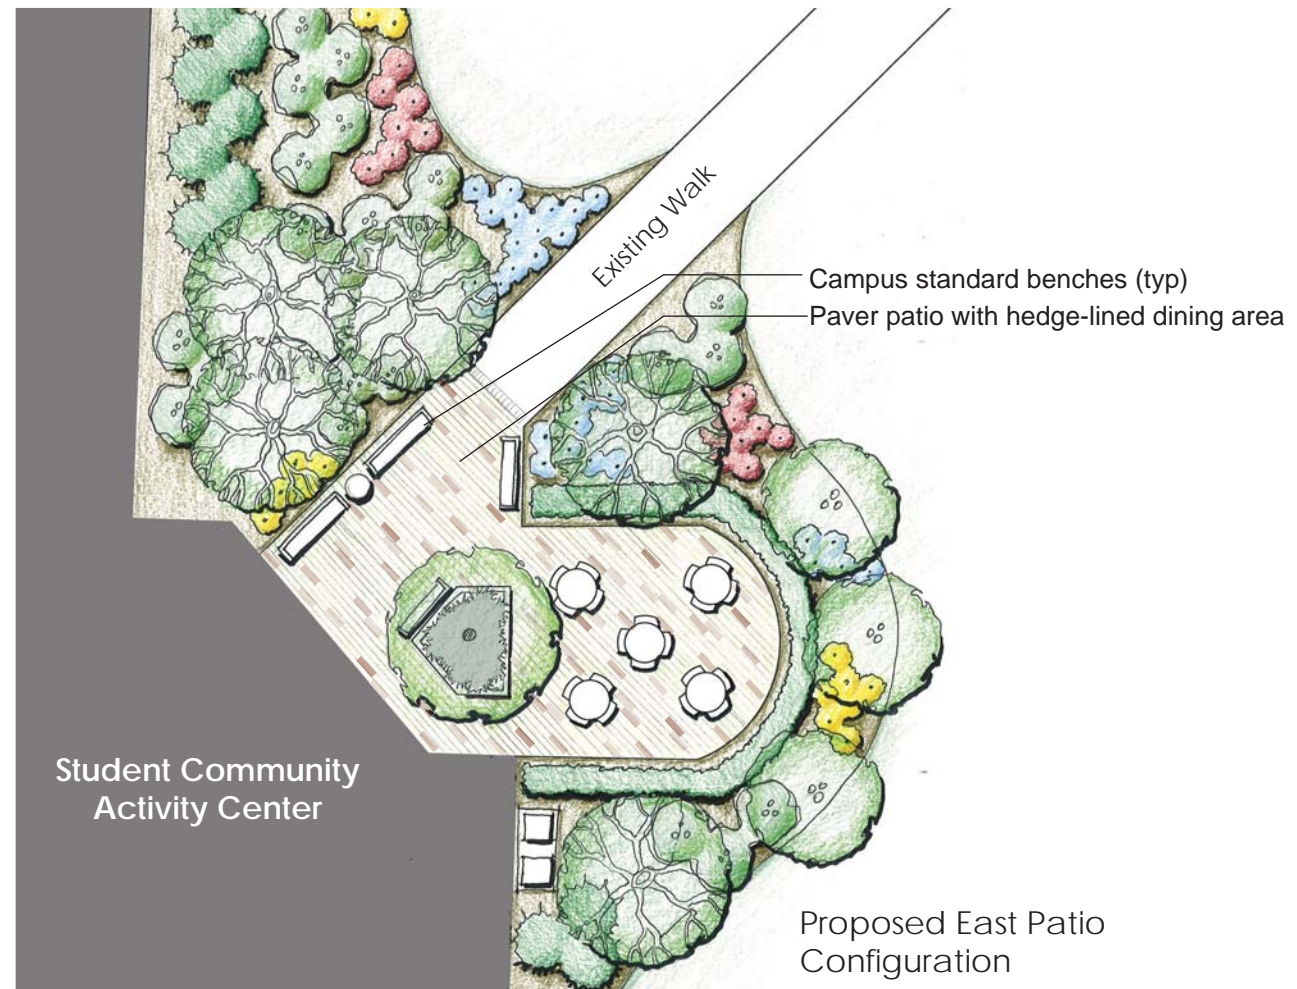 Existing Walk
Campus standard benches (typ)
Paver patio with hedge-lined dining area
Student Community
Activity Center
Proposed East Patio
Configuration